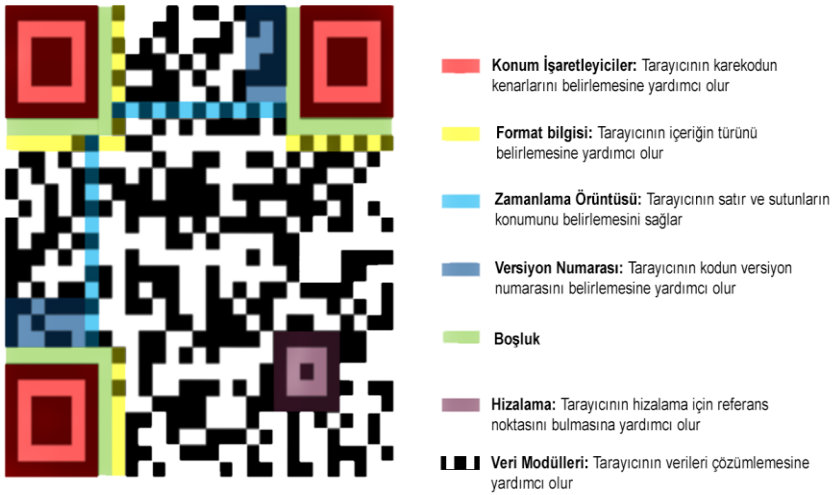 Konum İşaretleyiciler: Tarayıcının karekodun
kenarlarını belirlemesine yardımcı olur
Format bilgisi: Tarayıcının içeriğin türünü
belirlemesine yardımcı olur
Zamanlama Örüntüsü: Tarayıcının satır ve sutunların
konumunu belirlemesini sağlar
Versiyon Numarası: Tarayıcının kodun versiyon
numarasını belirlemesine yardımcı olur
Boşluk
Hizalama: Tarayıcının hizalama için referans
noktasını bulmasına yardımcı olur
Veri Modülleri: Tarayıcının verileri çözümlemesine
yardımcı olur